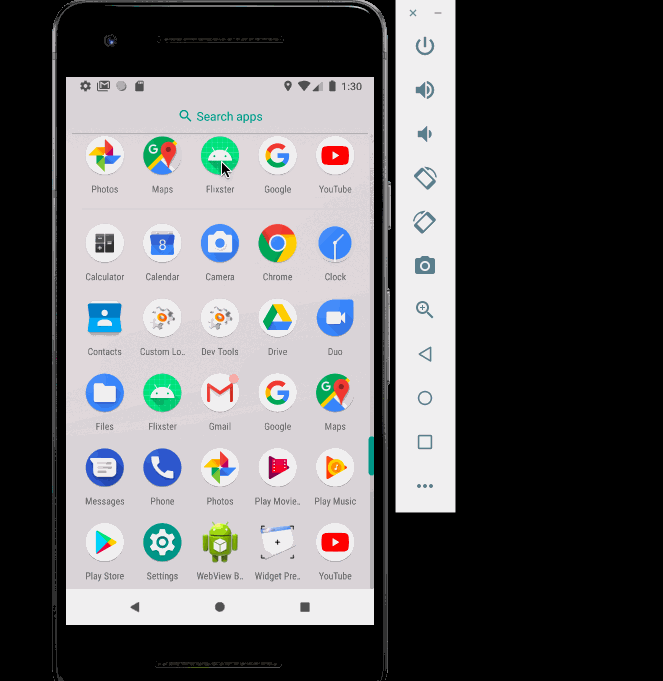 1:30
Search apps
Photos Maps Flixster Google YouTube
Calculator Calendar Camera Chrome Clock
Contacts Custom Lo.. Dev Tools Drive Duo
Files Flixster Gmail Google Maps
Messages Phone Photos Play Movie.. Play Music
Play Store Settings WebView B.. Widget Pre.. YouTube